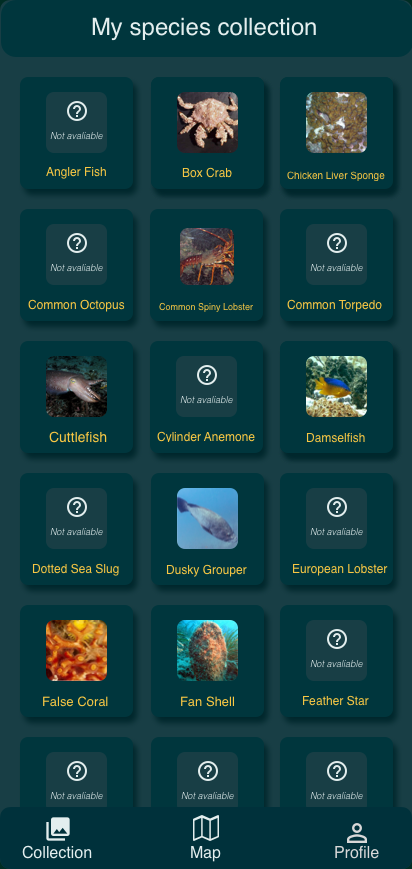 My species collection
Not avaliable
Angler Fish
Box Crab
Chicken Liver Sponge
Not avaliable
Common Octopus
Common Spiny Lobster
Not avaliable
Common Torpedo
Cuttlefish
Not avaliable
Cylinder Anemone
Damselfish
Not avaliable
Dotted Sea Slug
Dusky Grouper
Not avaliable
European Lobster
False Coral
Fan Shell
Not avaliable
Feather Star
Not avaliable
Not avaliable
Not avaliable
Collection
Map
Profile